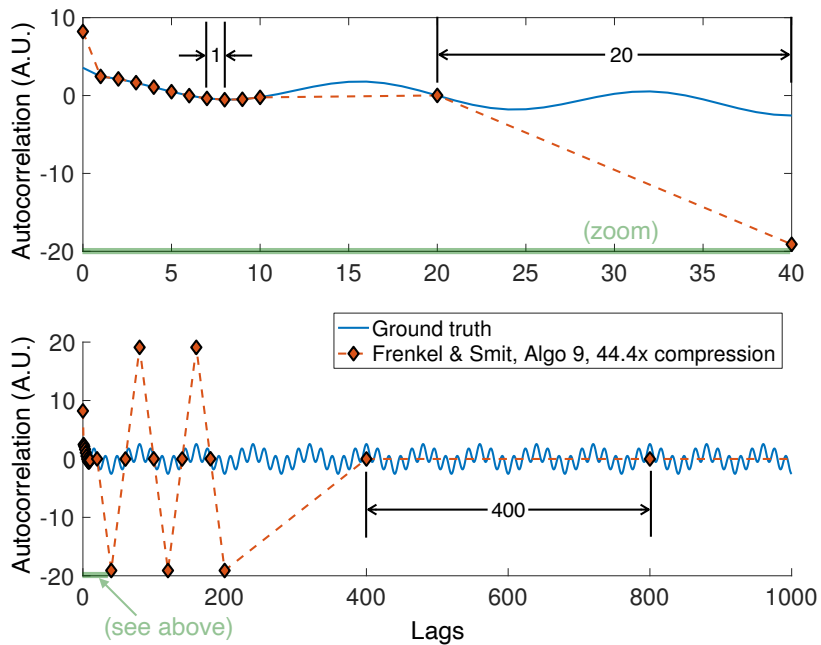 Autocorrelation (A.U.)
10
0
-10
-20
1
20
(zoom)
0 5 10 15 20 25 30 35 40
Autocorrelation (A.U.)
20
10
0
-10
-20
Ground truth
Frenkel & Smit, Algo 9, 44.4x compression
400
0 200 400 600 800 1000
(see above)
Lags